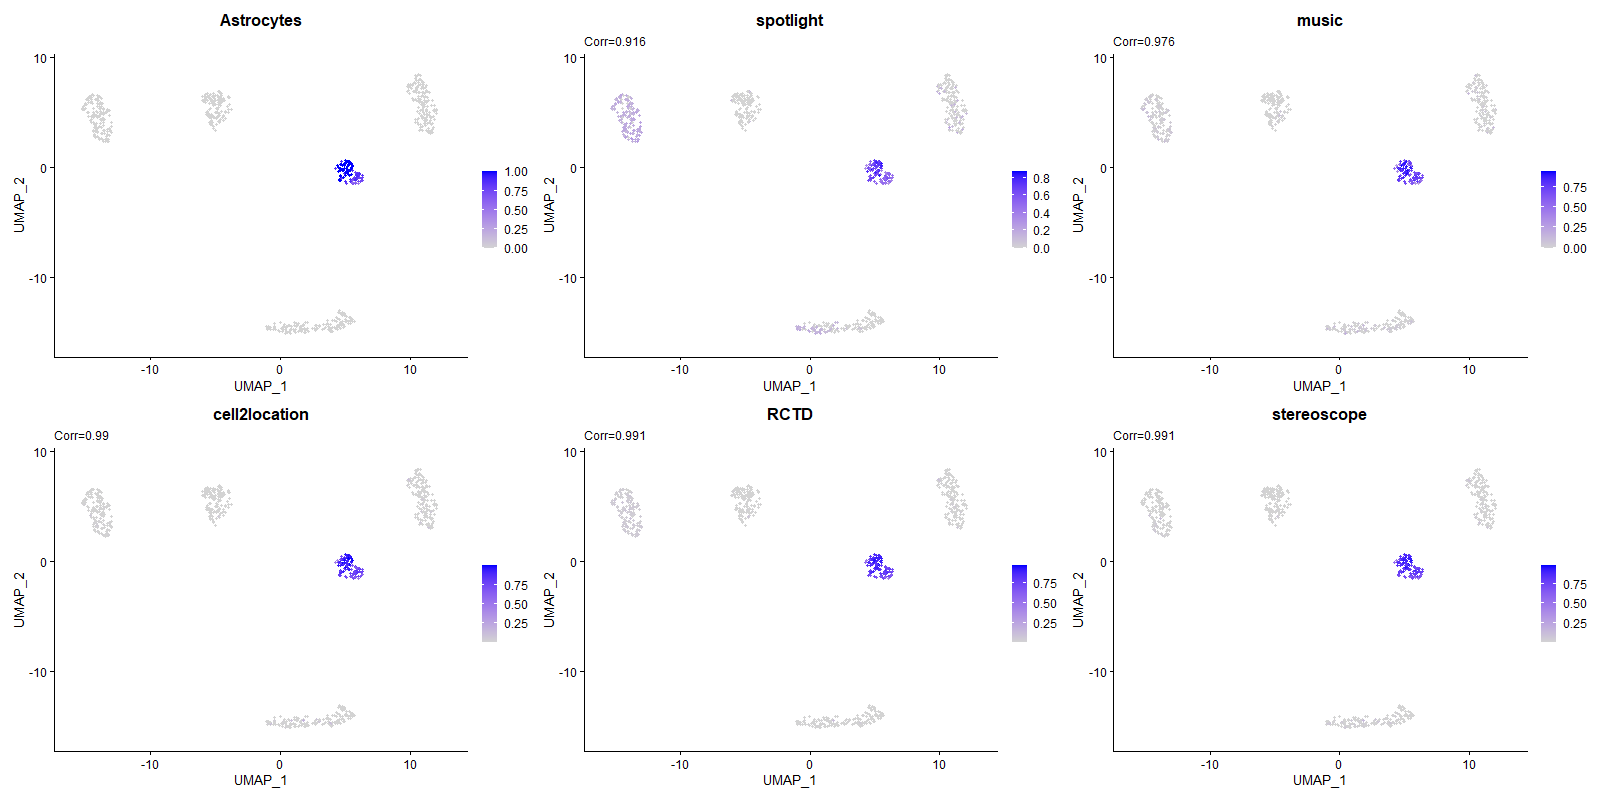 Astrocytes
10
0
-10
UMAP_2
-10
0
10
UMAP_1
1.00
0.75
0.50
0.25
0.00
spotlight
Corr=0.916
10
0
-10
UMAP_2
-10
0
10
UMAP_1
0.8
0.6
0.4
0.2
0.0
music
Corr=0.976
10
0
-10
UMAP_2
-10
0
10
UMAP_1
0.75
0.50
0.25
0.00
cell2location
Corr=0.99
10
0
-10
UMAP_2
-10
0
10
UMAP_1
0.75
0.50
0.25
RCTD
Corr=0.991
10
0
-10
UMAP_2
-10
0
10
UMAP_1
0.75
0.50
0.25
stereoscope
Corr=0.991
10
0
-10
UMAP_2
-10
0
10
UMAP_1
0.75
0.50
0.25